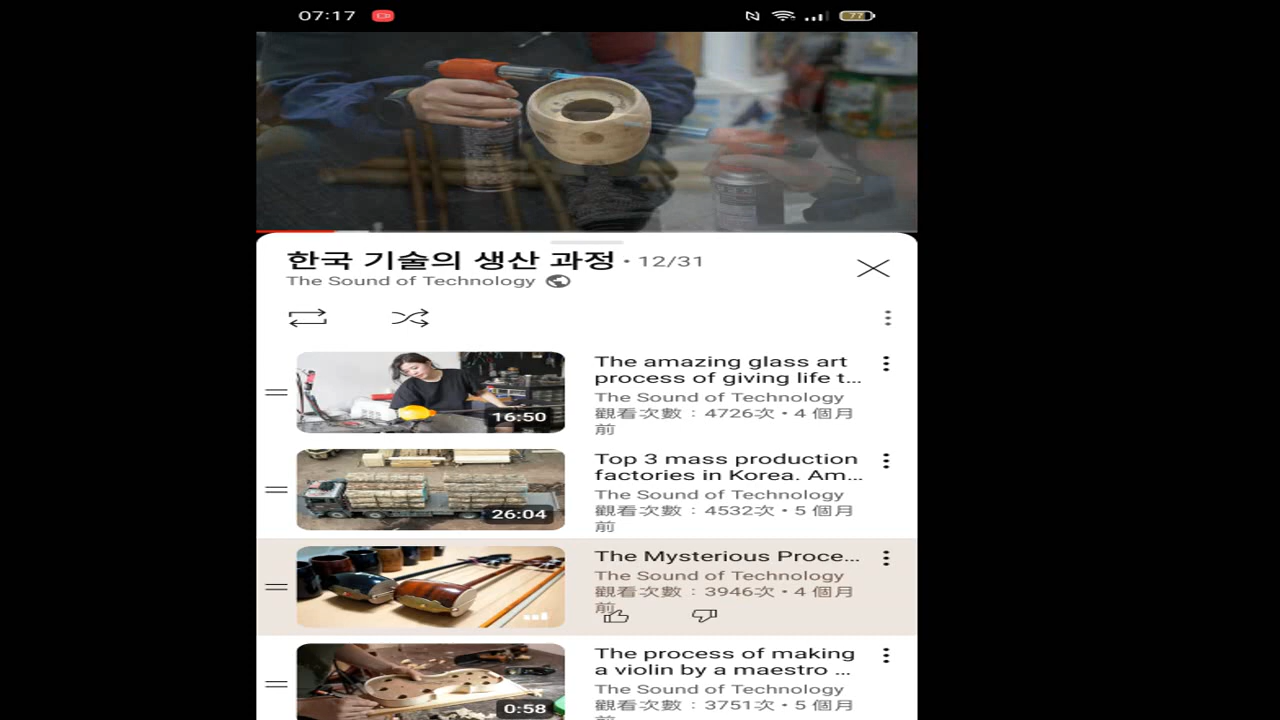 07:17
77
한국 기술의 생산 과정 • 12/31
The Sound of Technology
The amazing glass art
process of giving life t...
The Sound of Technology
觀看次數：4726次 • 4 個月
前
16:50
Top 3 mass production
factories in Korea. Am...
The Sound of Technology
觀看次數：4532次 • 5 個月
前
26:04
The Mysterious Proce...
The Sound of Technology
觀看次數：3946次 • 4 個月
前
The process of making
a violin by a maestro ...
The Sound of Technology
觀看次數：3751次 • 5 個月
前
0:58